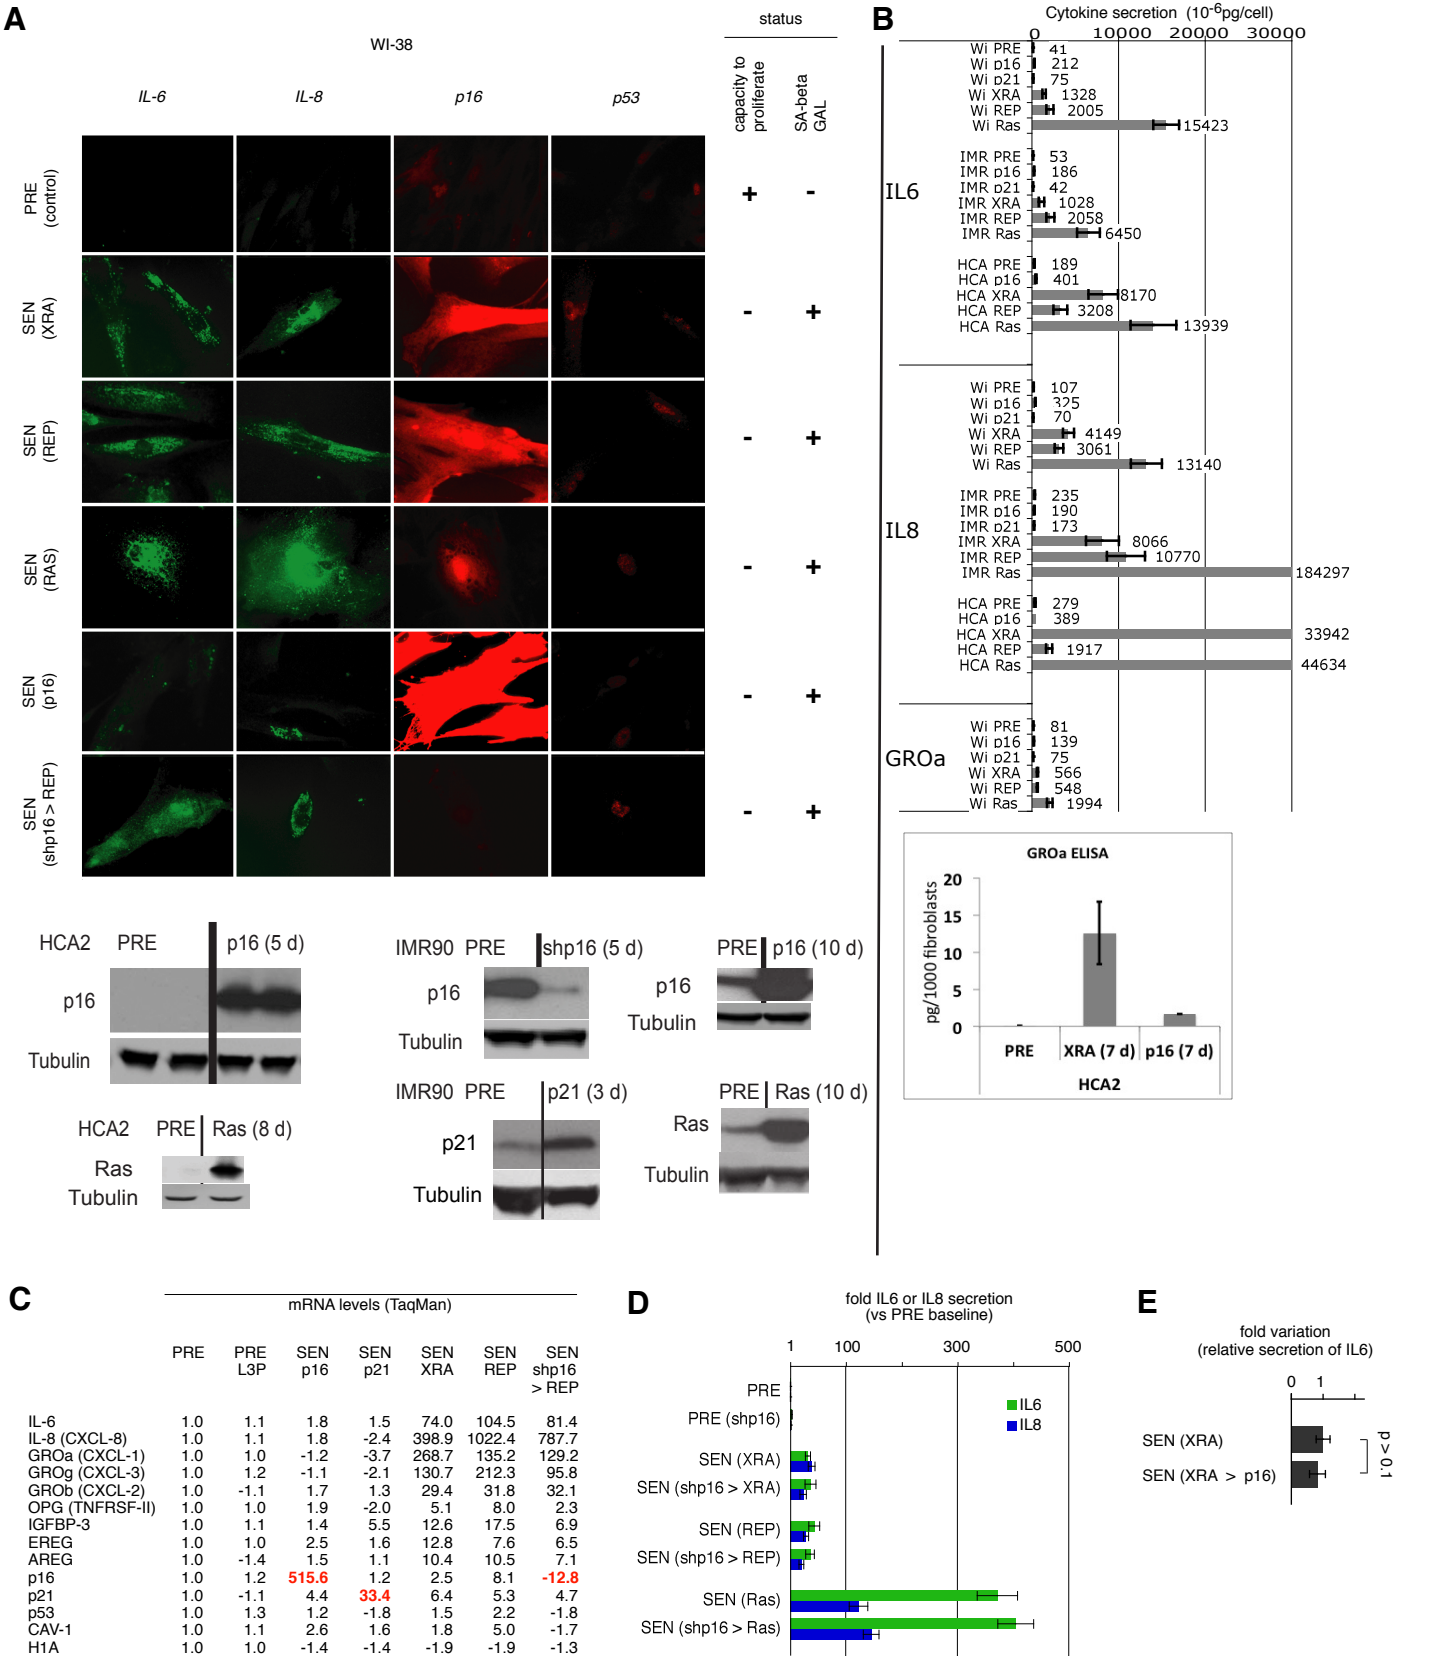 A
WI-38
status
IL-6
IL-8
p16
p53
capacity to proliferate
SA-beta GAL
PRE (control)
+
-
SEN (XRA)
-
+
SEN (REP)
-
+
SEN (RAS)
-
+
SEN (p16)
-
+
SEN (shp16 > REP)
-
+
HCA2 PRE p16 (5 d)
p16
Tubulin
HCA2 PRE Ras (8 d)
Ras
Tubulin
IMR90 PRE shp16 (5 d)
p16
Tubulin
PRE p16 (10 d)
p16
Tubulin
IMR90 PRE p21 (3 d)
p21
Tubulin
PRE Ras (10 d)
Ras
Tubulin
B
Cytokine secretion (10-6pg/cell)
0 10000 20000 30000
IL6
Wi PRE 41
Wi p16 212
Wi p21 75
Wi XRA 1328
Wi REP 2005
Wi Ras 15423
IMR PRE 53
IMR p16 186
IMR p21 42
IMR XRA 1028
IMR REP 2058
IMR Ras 6450
HCA PRE 189
HCA p16 401
HCA XRA 8170
HCA REP 3208
HCA Ras 13939
IL8
Wi PRE 107
Wi p16 325
Wi p21 70
Wi XRA 4149
Wi REP 3061
Wi Ras 13140
IMR PRE 235
IMR p16 190
IMR p21 173
IMR XRA 8066
IMR REP 10770
IMR Ras 184297
HCA PRE 279
HCA p16 389
HCA XRA 33942
HCA REP 1917
HCA Ras 44634
GROa
Wi PRE 81
Wi p16 139
Wi p21 75
Wi XRA 566
Wi REP 548
Wi Ras 1994
GROa ELISA
pg/1000 fibroblasts
20
15
10
5
0
PRE XRA (7 d) p16 (7 d)
HCA2
C
mRNA levels (TaqMan)
PRE PRE SEN SEN SEN SEN SEN
L3P p16 p21 XRA REP shp16
> REP
IL-6 1.0 1.1 1.8 1.5 74.0 104.5 81.4
IL-8 (CXCL-8) 1.0 1.1 1.8 -2.4 398.9 1022.4 787.7
GROa (CXCL-1) 1.0 1.0 -1.2 -3.7 268.7 135.2 129.2
GROg (CXCL-3) 1.0 1.2 -1.1 -2.1 130.7 212.3 95.8
GROb (CXCL-2) 1.0 -1.1 1.7 1.3 29.4 31.8 32.1
OPG (TNFRSF-II) 1.0 1.0 1.9 -2.0 5.1 8.0 2.3
IGFBP-3 1.0 1.1 1.4 5.5 12.6 17.5 6.9
EREG 1.0 1.0 2.5 1.6 12.8 7.6 6.5
AREG 1.0 -1.4 1.5 1.1 10.4 10.5 7.1
p16 1.0 1.2 515.6 1.2 2.5 8.1 -12.8
p21 1.0 -1.1 4.4 33.4 6.4 5.3 4.7
p53 1.0 1.3 1.2 -1.8 1.5 2.2 -1.8
CAV-1 1.0 1.1 2.6 1.6 1.8 5.0 -1.7
H1A 1.0 1.0 -1.4 -1.4 -1.9 -1.9 -1.3
D
fold IL6 or IL8 secretion
(vs PRE baseline)
1 100 300 500
IL6
IL8
PRE
PRE (shp16)
SEN (XRA)
SEN (shp16 > XRA)
SEN (REP)
SEN (shp16 > REP)
SEN (Ras)
SEN (shp16 > Ras)
E
fold variation
(relative secretion of IL6)
0 1
SEN (XRA)
SEN (XRA > p16)
p > 0.1